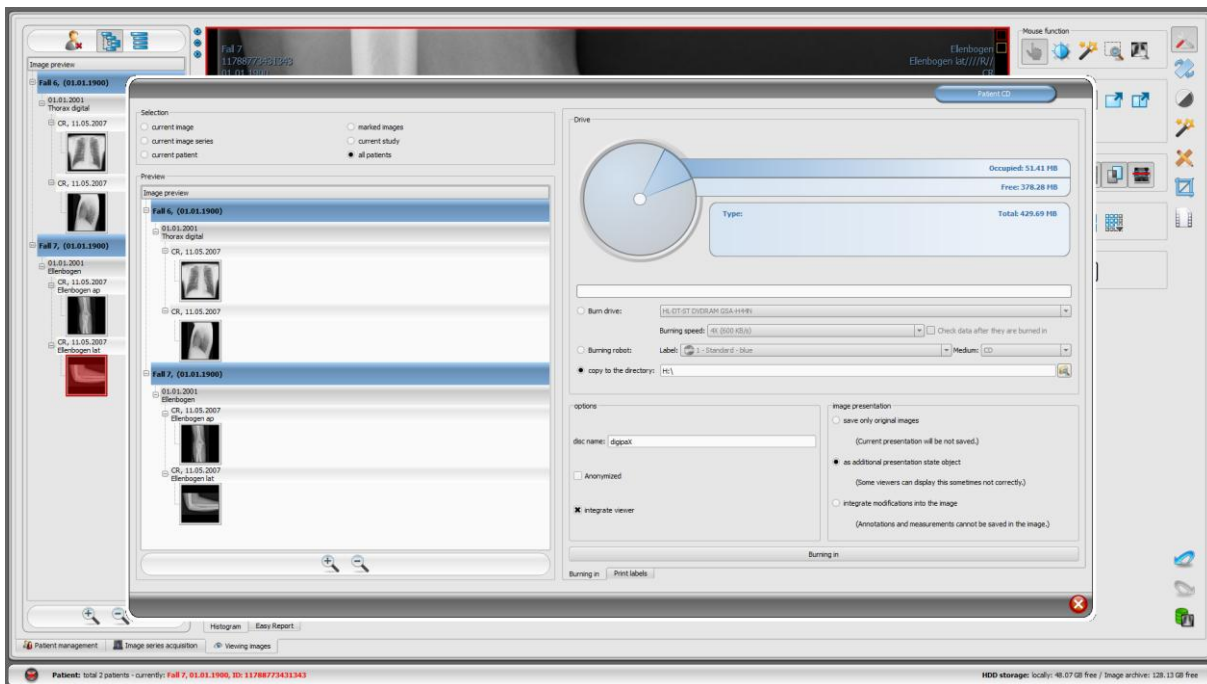 Image preview
Fall 6, (01.01.1900)
01.01.2001
Thorax digital
CR, 11.05.2007
CR, 11.05.2007
Fall 7, (01.01.1900)
01.01.2001
Ellenbogen
CR, 11.05.2007
Ellenbogen ap
CR, 11.05.2007
Ellenbogen lat
Fall 7
11788773431343
01.01.1900
Ellenbogen
Ellenbogen lat////R//
CR
Mouse function
Patient CD
Selection
current image
marked images
current image series
current study
current patient
all patients
Preview
Image preview
Fall 6, (01.01.1900)
01.01.2001
Thorax digital
CR, 11.05.2007
CR, 11.05.2007
Fall 7, (01.01.1900)
01.01.2001
Ellenbogen
CR, 11.05.2007
Ellenbogen ap
CR, 11.05.2007
Ellenbogen lat
Drive
Occupied: 51.41 MB
Free: 378.28 MB
Type:
Total: 429.69 MB
Burn drive:
HL-DT-ST DVDRAM GSA-H44N
Burning speed: 4X (600 KB/s)
Check data after they are burned in
Burning robot:
Label: 1 - Standard - blue
Medium: CD
copy to the directory: H:\
options
disc name: digipaX
Anonymized
integrate viewer
image presentation
save only original images
(Current presentation will be not saved.)
as additional presentation state object
(Some viewers can display this sometimes not correctly.)
integrate modifications into the image
(Annotations and measurements cannot be saved in the image.)
Burning in
Burning in
Print labels
Histogram
Easy Report
Patient management
Image series acquisition
Viewing images
Patient: total 2 patients - currently: Fall 7, 01.01.1900, ID: 11788773431343
HDD storage: locally: 48.07 GB free / Image archive: 128.13 GB free